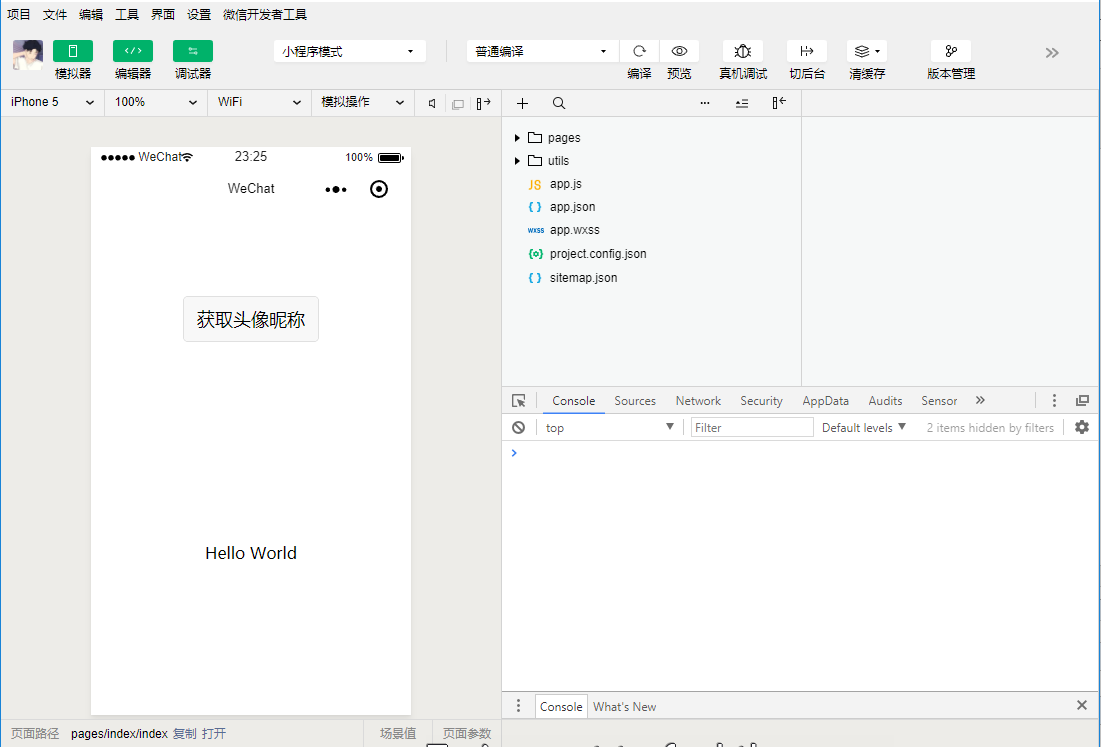 项目 文件 编辑 工具 界面 设置 微信开发者工具
小程序模式 普通编译
模拟器 编辑器 调试器 编译 预览 真机调试 切后台 清缓存 版本管理
iPhone 5 100% WiFi 模拟操作
WeChat 23:25 100%
WeChat
获取头像昵称
Hello World
页面路径 pages/index/index 复制 打开 场景值 页面参数
pages
utils
JS app.js
{ } app.json
wxss app.wxss
{o} project.config.json
{ } sitemap.json
Console Sources Network Security AppData Audits Sensor »
top Filter Default levels 2 items hidden by filters
>
Console What's New